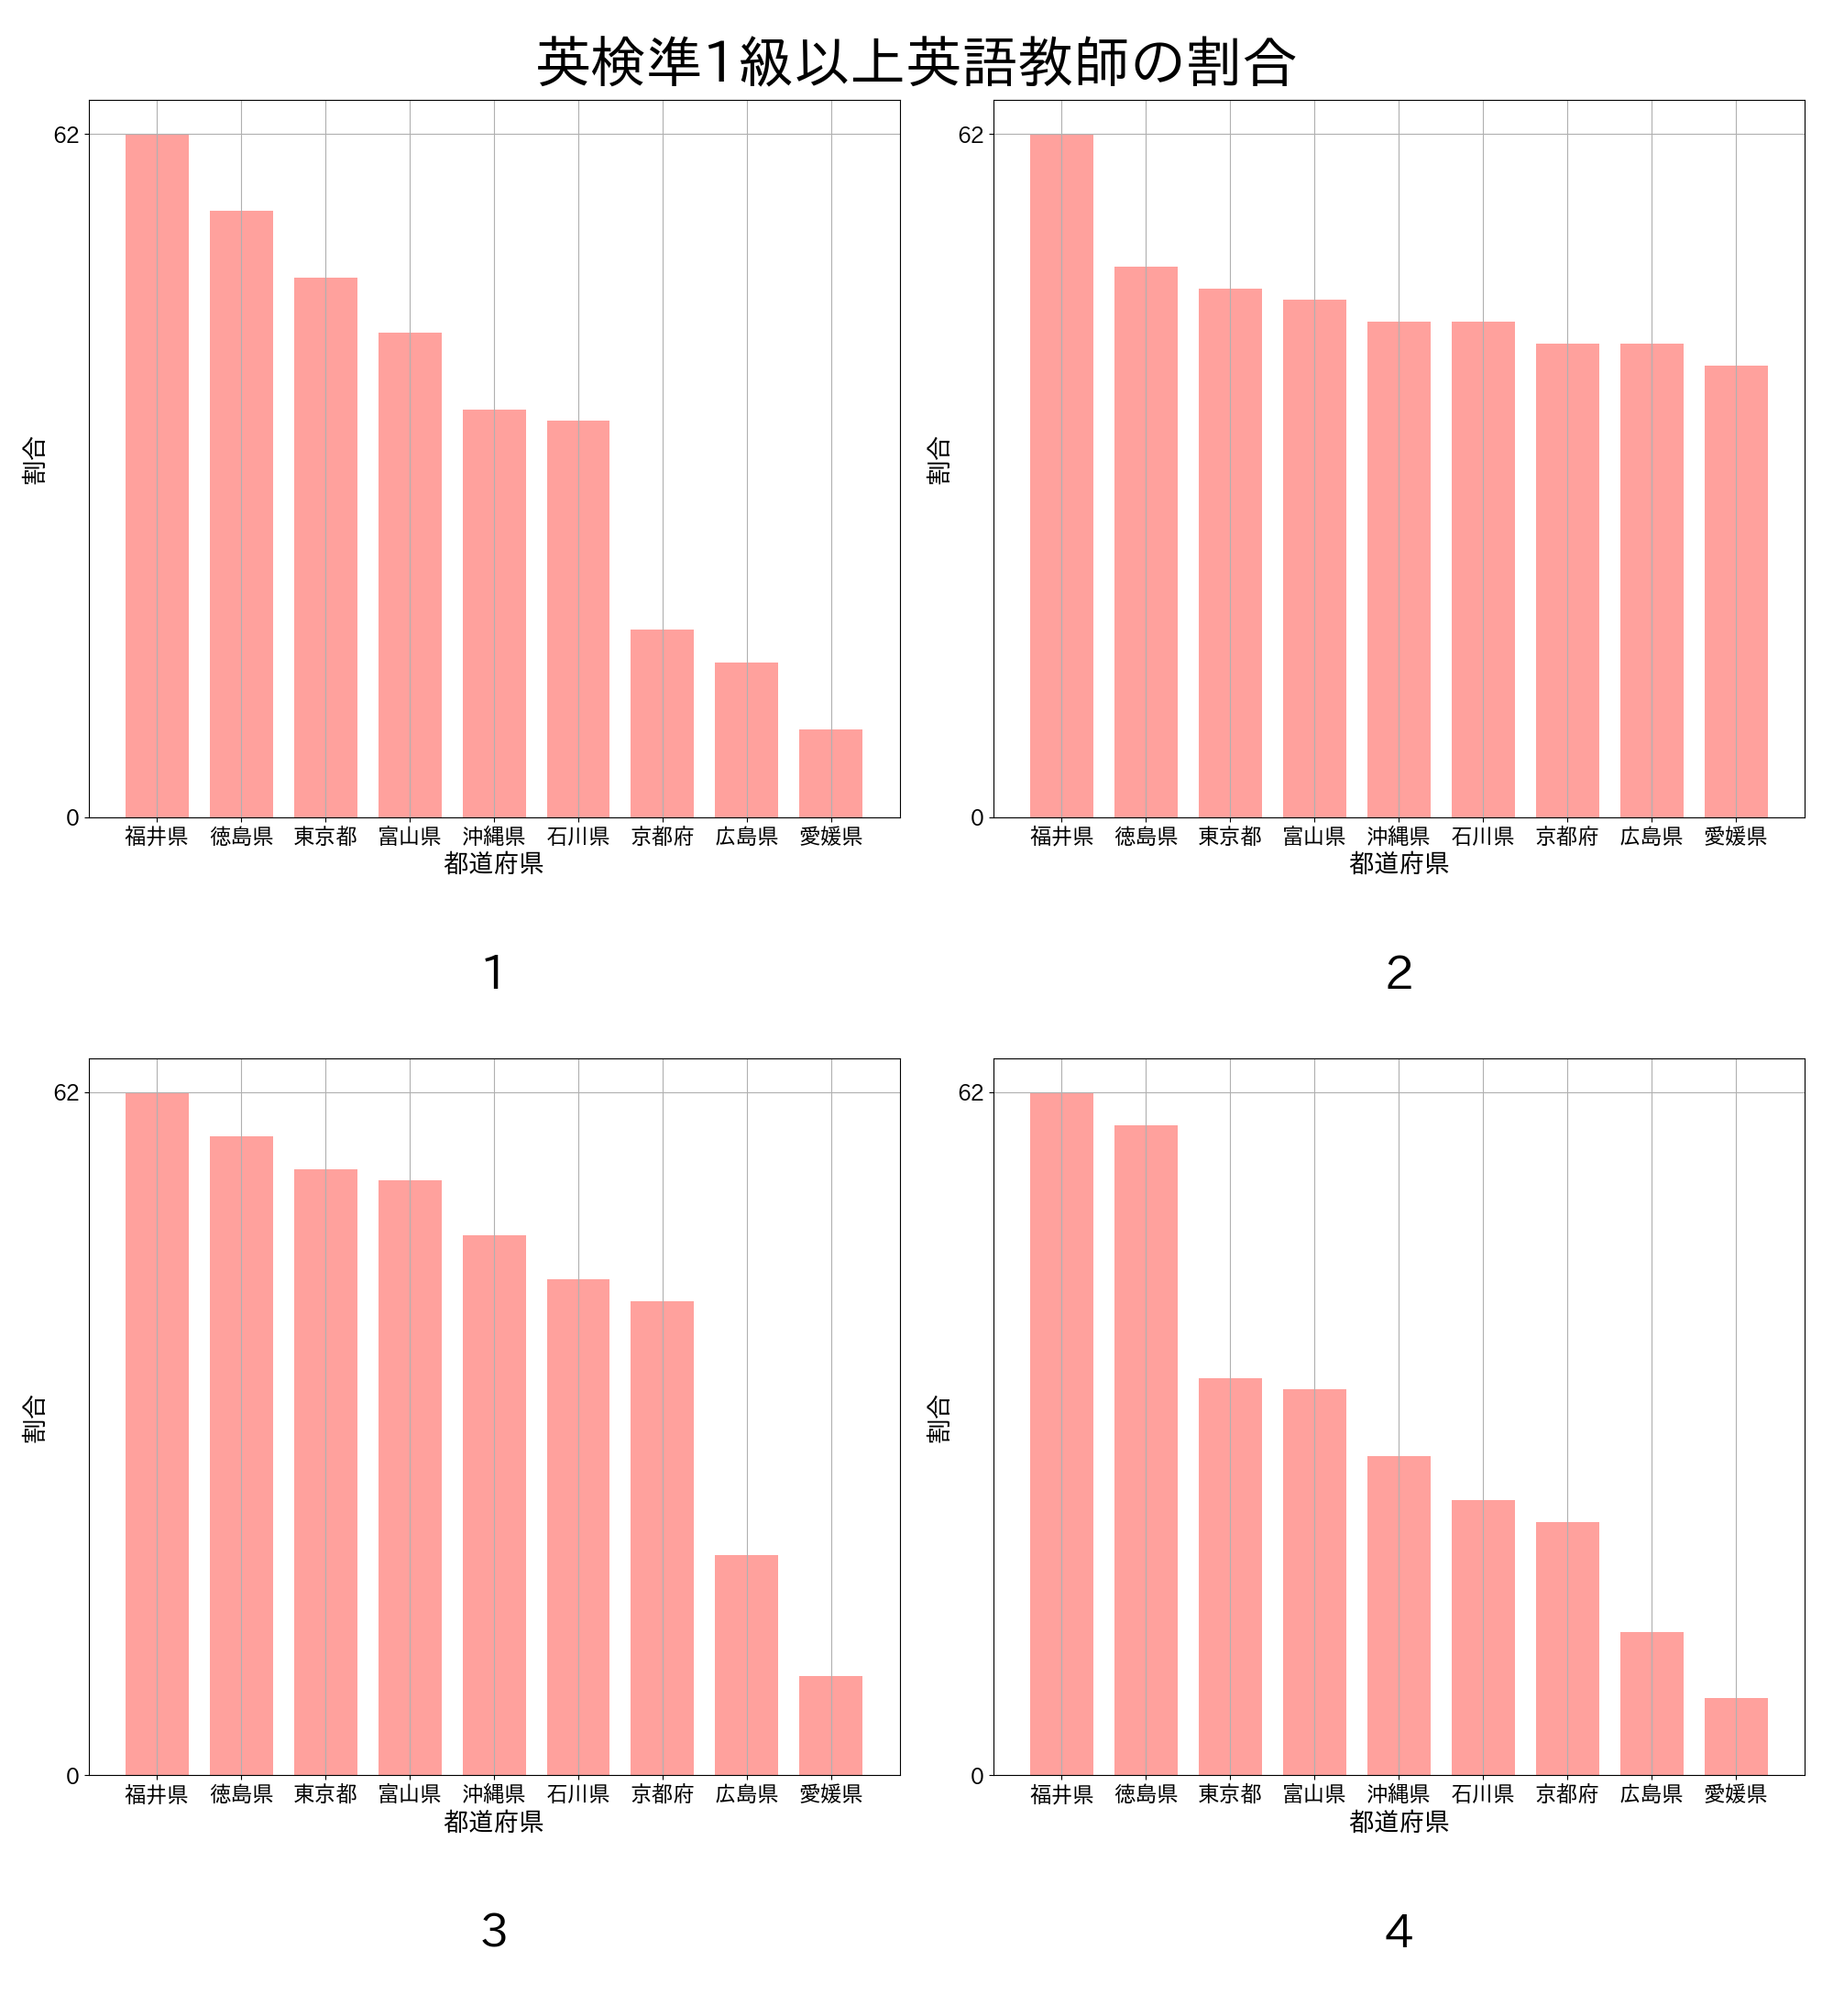 英検準1級以上英語教師の割合
62
0
割合
福井県 徳島県 東京都 富山県 沖縄県 石川県 京都府 広島県 愛媛県
都道府県
1
62
0
割合
福井県 徳島県 東京都 富山県 沖縄県 石川県 京都府 広島県 愛媛県
都道府県
2
62
0
割合
福井県 徳島県 東京都 富山県 沖縄県 石川県 京都府 広島県 愛媛県
都道府県
3
62
0
割合
福井県 徳島県 東京都 富山県 沖縄県 石川県 京都府 広島県 愛媛県
都道府県
4